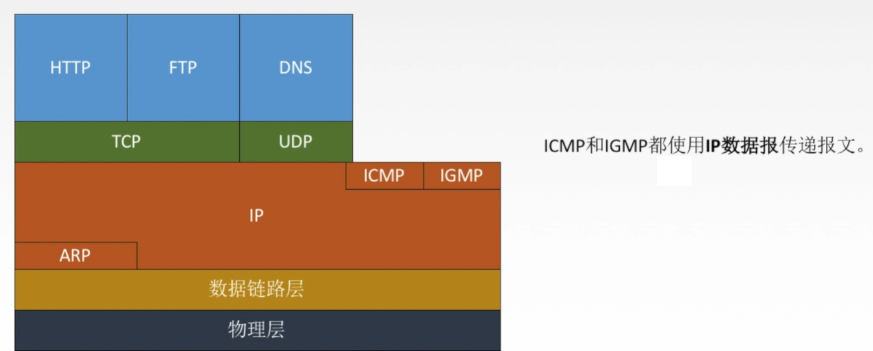 HTTP
FTP
DNS
TCP
UDP
ICMP和IGMP都使用IP数据报传递报文。
ICMP
IGMP
IP
ARP
数据链路层
物理层